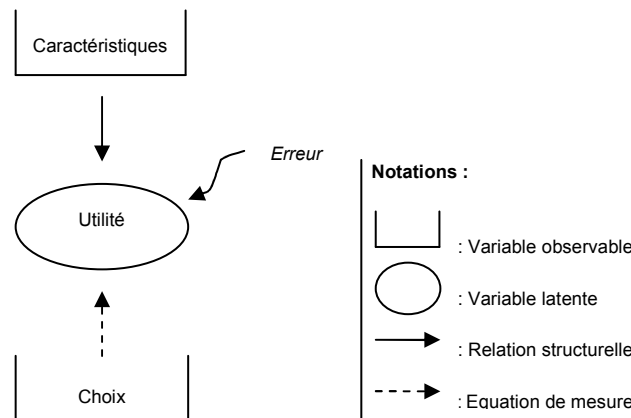 Caractéristiques
Erreur
Utilité
Choix
Notations :
: Variable observable
: Variable latente
: Relation structurelle
: Equation de mesure